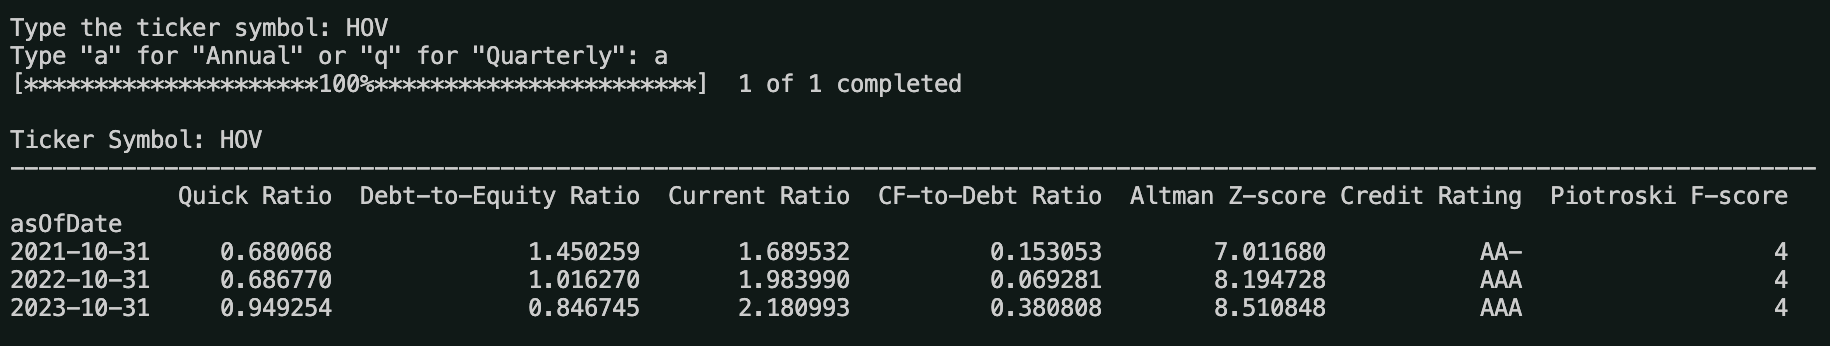 Type the ticker symbol: HOV
Type "a" for "Annual" or "q" for "Quarterly": a
[*********************100%***********************]  1 of 1 completed
Ticker Symbol: HOV
---------------------------------------------------------------------------------------------------------------------------------
            Quick Ratio  Debt-to-Equity Ratio  Current Ratio  CF-to-Debt Ratio  Altman Z-score Credit Rating  Piotroski F-score
asOfDate
2021-10-31     0.680068              1.450259       1.689532          0.153053        7.011680           AA-                  4
2022-10-31     0.686770              1.016270       1.983990          0.069281        8.194728           AAA                  4
2023-10-31     0.949254              0.846745       2.180993          0.380808        8.510848           AAA                  4